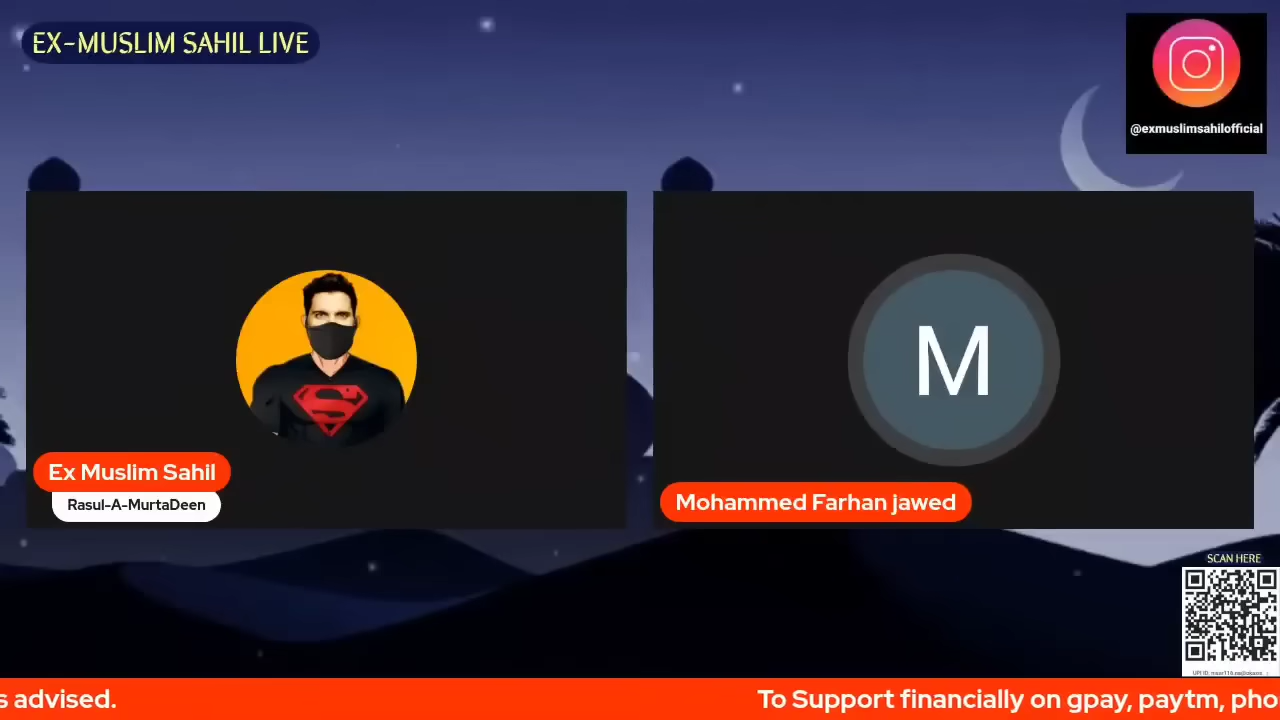 EX-MUSLIM SAHIL LIVE
@exmuslimsahilofficial
Ex Muslim Sahil
Rasul-A-MurtaDeen
M
Mohammed Farhan jawed
SCAN HERE
s advised.
To Support financially on gpay, paytm, pho